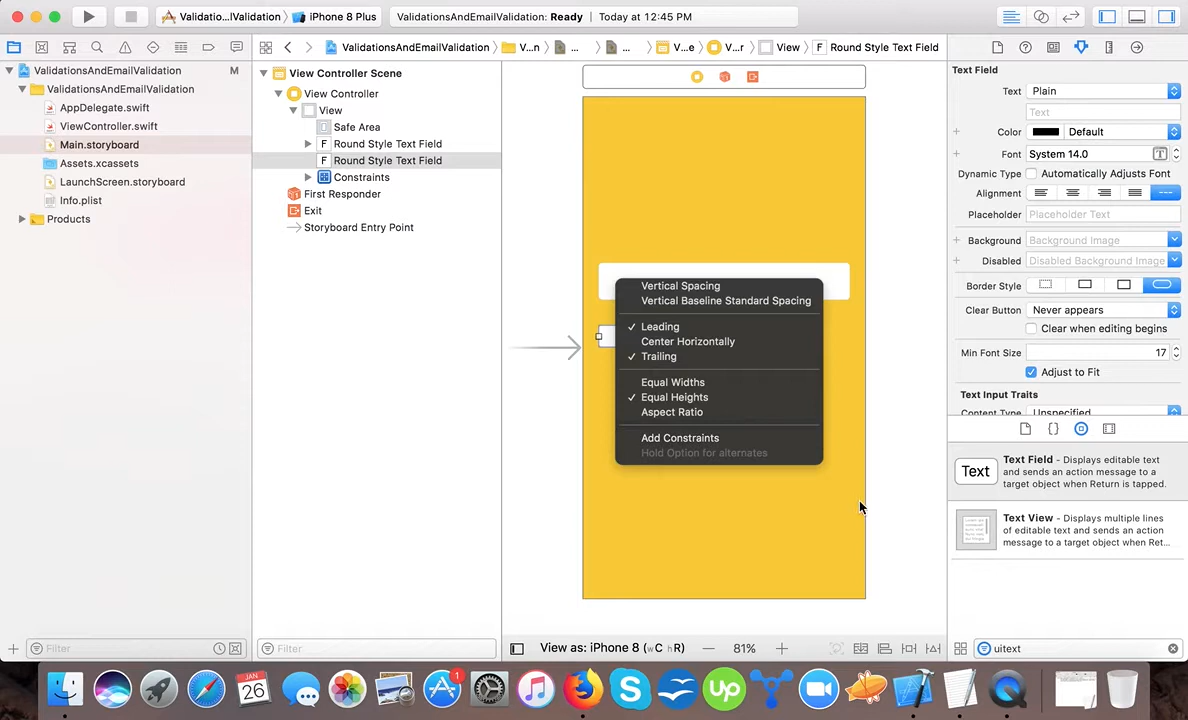 Validatio...lValidation
iPhone 8 Plus
ValidationsAndEmailValidation: Ready
Today at 12:45 PM
ValidationsAndEmailValidation
V...n
...
...
V...e
V...r
View
F Round Style Text Field
ValidationsAndEmailValidation M
ValidationsAndEmailValidation
AppDelegate.swift
ViewController.swift
Main.storyboard
Assets.xcassets
LaunchScreen.storyboard
Info.plist
Products
View Controller Scene
View Controller
View
Safe Area
F Round Style Text Field
F Round Style Text Field
Constraints
First Responder
Exit
Storyboard Entry Point
Vertical Spacing
Vertical Baseline Standard Spacing
✓ Leading
Center Horizontally
✓ Trailing
Equal Widths
✓ Equal Heights
Aspect Ratio
Add Constraints
Hold Option for alternates
Text Field
Text Plain
Text
+ Color Default
+ Font System 14.0 T
Dynamic Type Automatically Adjusts Font
Alignment
Placeholder Placeholder Text
+ Background Background Image
+ Disabled Disabled Background Image
Border Style
Clear Button Never appears
Clear when editing begins
Min Font Size 17
Adjust to Fit
Text Input Traits
Content Type Unspecified
Text
Text Field - Displays editable text
and sends an action message to a
target object when Return is tapped.
Text View - Displays multiple lines
of editable text and sends an action
message to a target object when Ret...
Filter
Filter
View as: iPhone 8 (wC hR)
— 81% +
uitext
JAN
26
1
Up